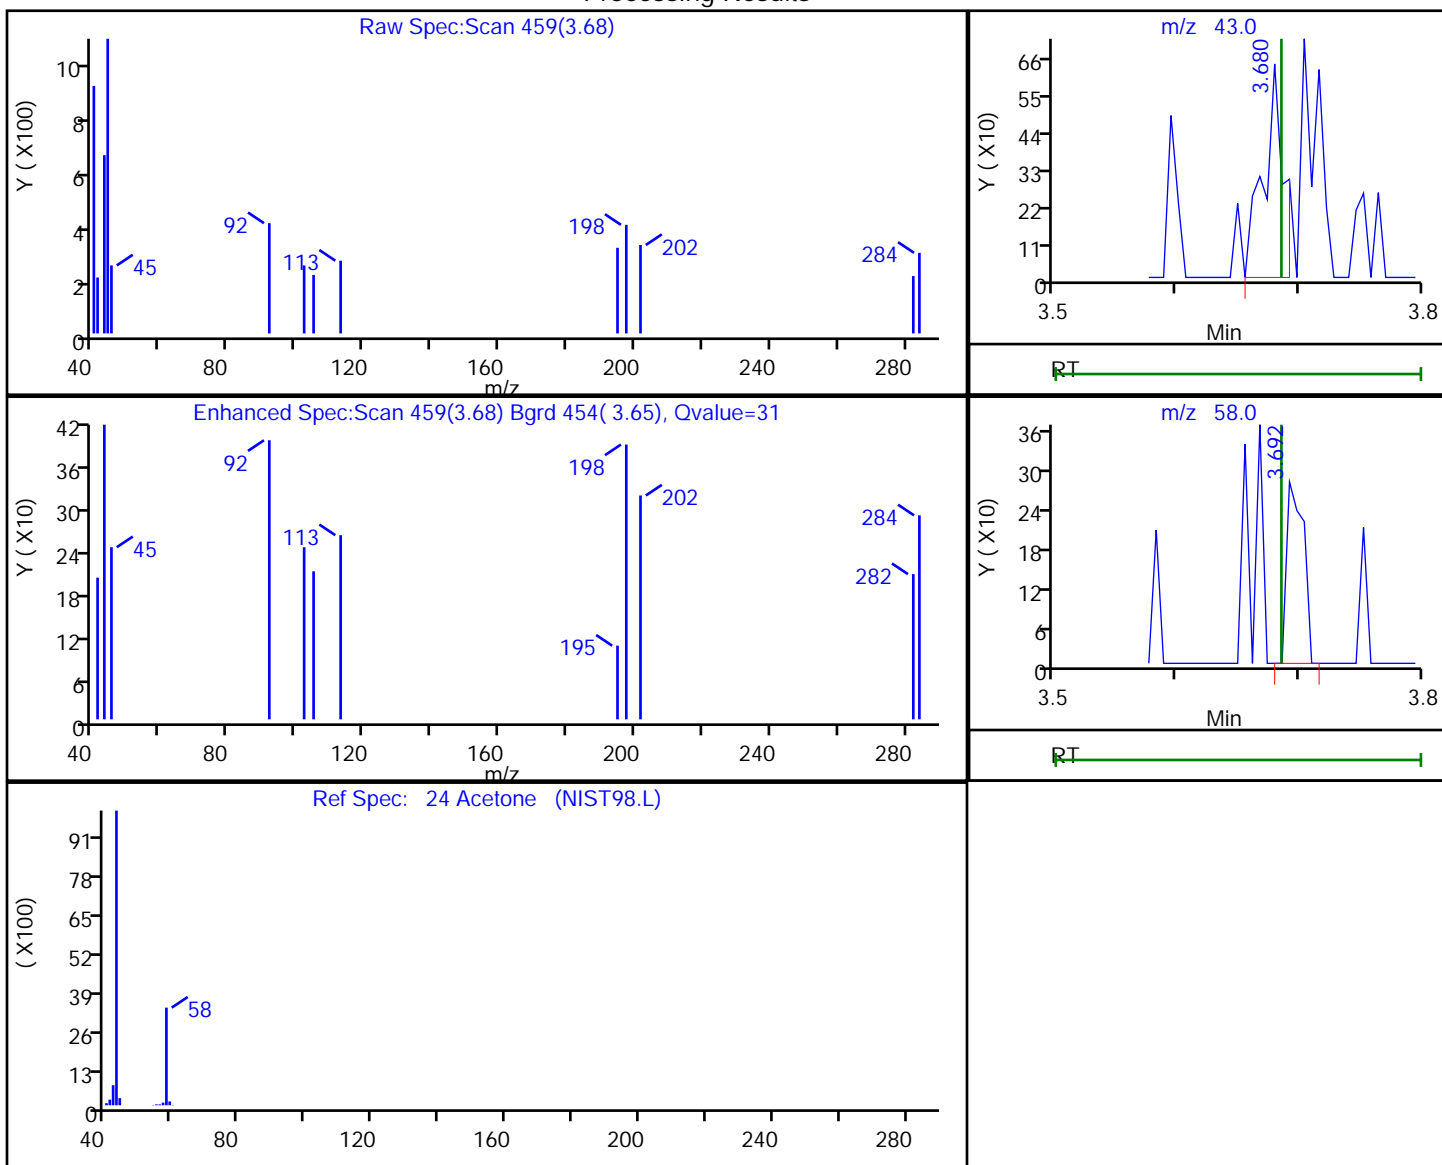 Processing Results
Raw Spec:Scan 459(3.68)
Y ( X100)
10
8
6
4
2
0
45
92
113
198
202
284
40 80 120 160 200 240 280
m/z
m/z 43.0
Y ( X10)
66
55
44
33
22
11
0
3.680
3.5 3.8
Min
RT
Enhanced Spec:Scan 459(3.68) Bgrd 454( 3.65), Qvalue=31
Y ( X10)
42
36
30
24
18
12
6
0
45
92
113
195
198
202
282
284
40 80 120 160 200 240 280
m/z
m/z 58.0
Y ( X10)
36
30
24
18
12
6
0
3.692
3.5 3.8
Min
RT
Ref Spec: 24 Acetone (NIST98.L)
( X100)
91
78
65
52
39
26
13
0
58
40 80 120 160 200 240 280